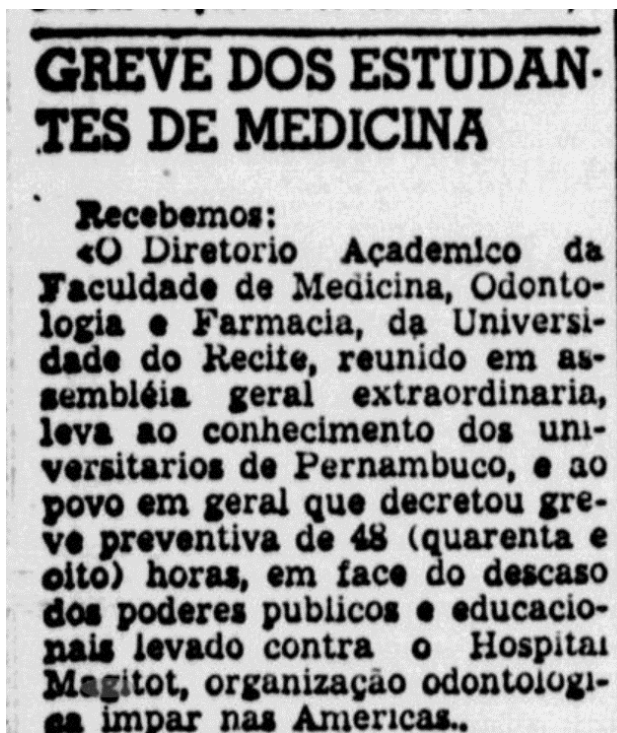 GREVE DOS ESTUDAN-
TES DE MEDICINA
Recebemos:
«O Diretorio Academico da
Faculdade de Medicina, Odonto-
logia e Farmacia, da Universi-
dade do Recife, reunido em as-
sembléia geral extraordinaria,
leva ao conhecimento dos uni-
versitarios de Pernambuco, e ao
povo em geral que decretou gre-
ve preventiva de 48 (quarenta e
oito) horas, em face do descaso
dos poderes publicos e educacio-
nais levado contra o Hospital
Magitot, organização odontologi-
ca impar nas Americas..